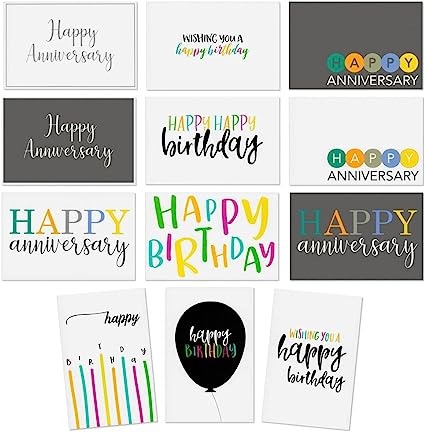 Happy
Anniversary
WISHING YOU A
happy birthday
HAPPY
ANNIVERSARY
Happy
Anniversary
HAPPY HAPPY
birthday
HAPPY
ANNIVERSARY
HAPPY
anniversary
HAPPY
BIRTHDAY
HAPPY
anniversary
happy
BIRTHDAY
happy
BIRTHDAY
WISHING YOU A
happy
birthday